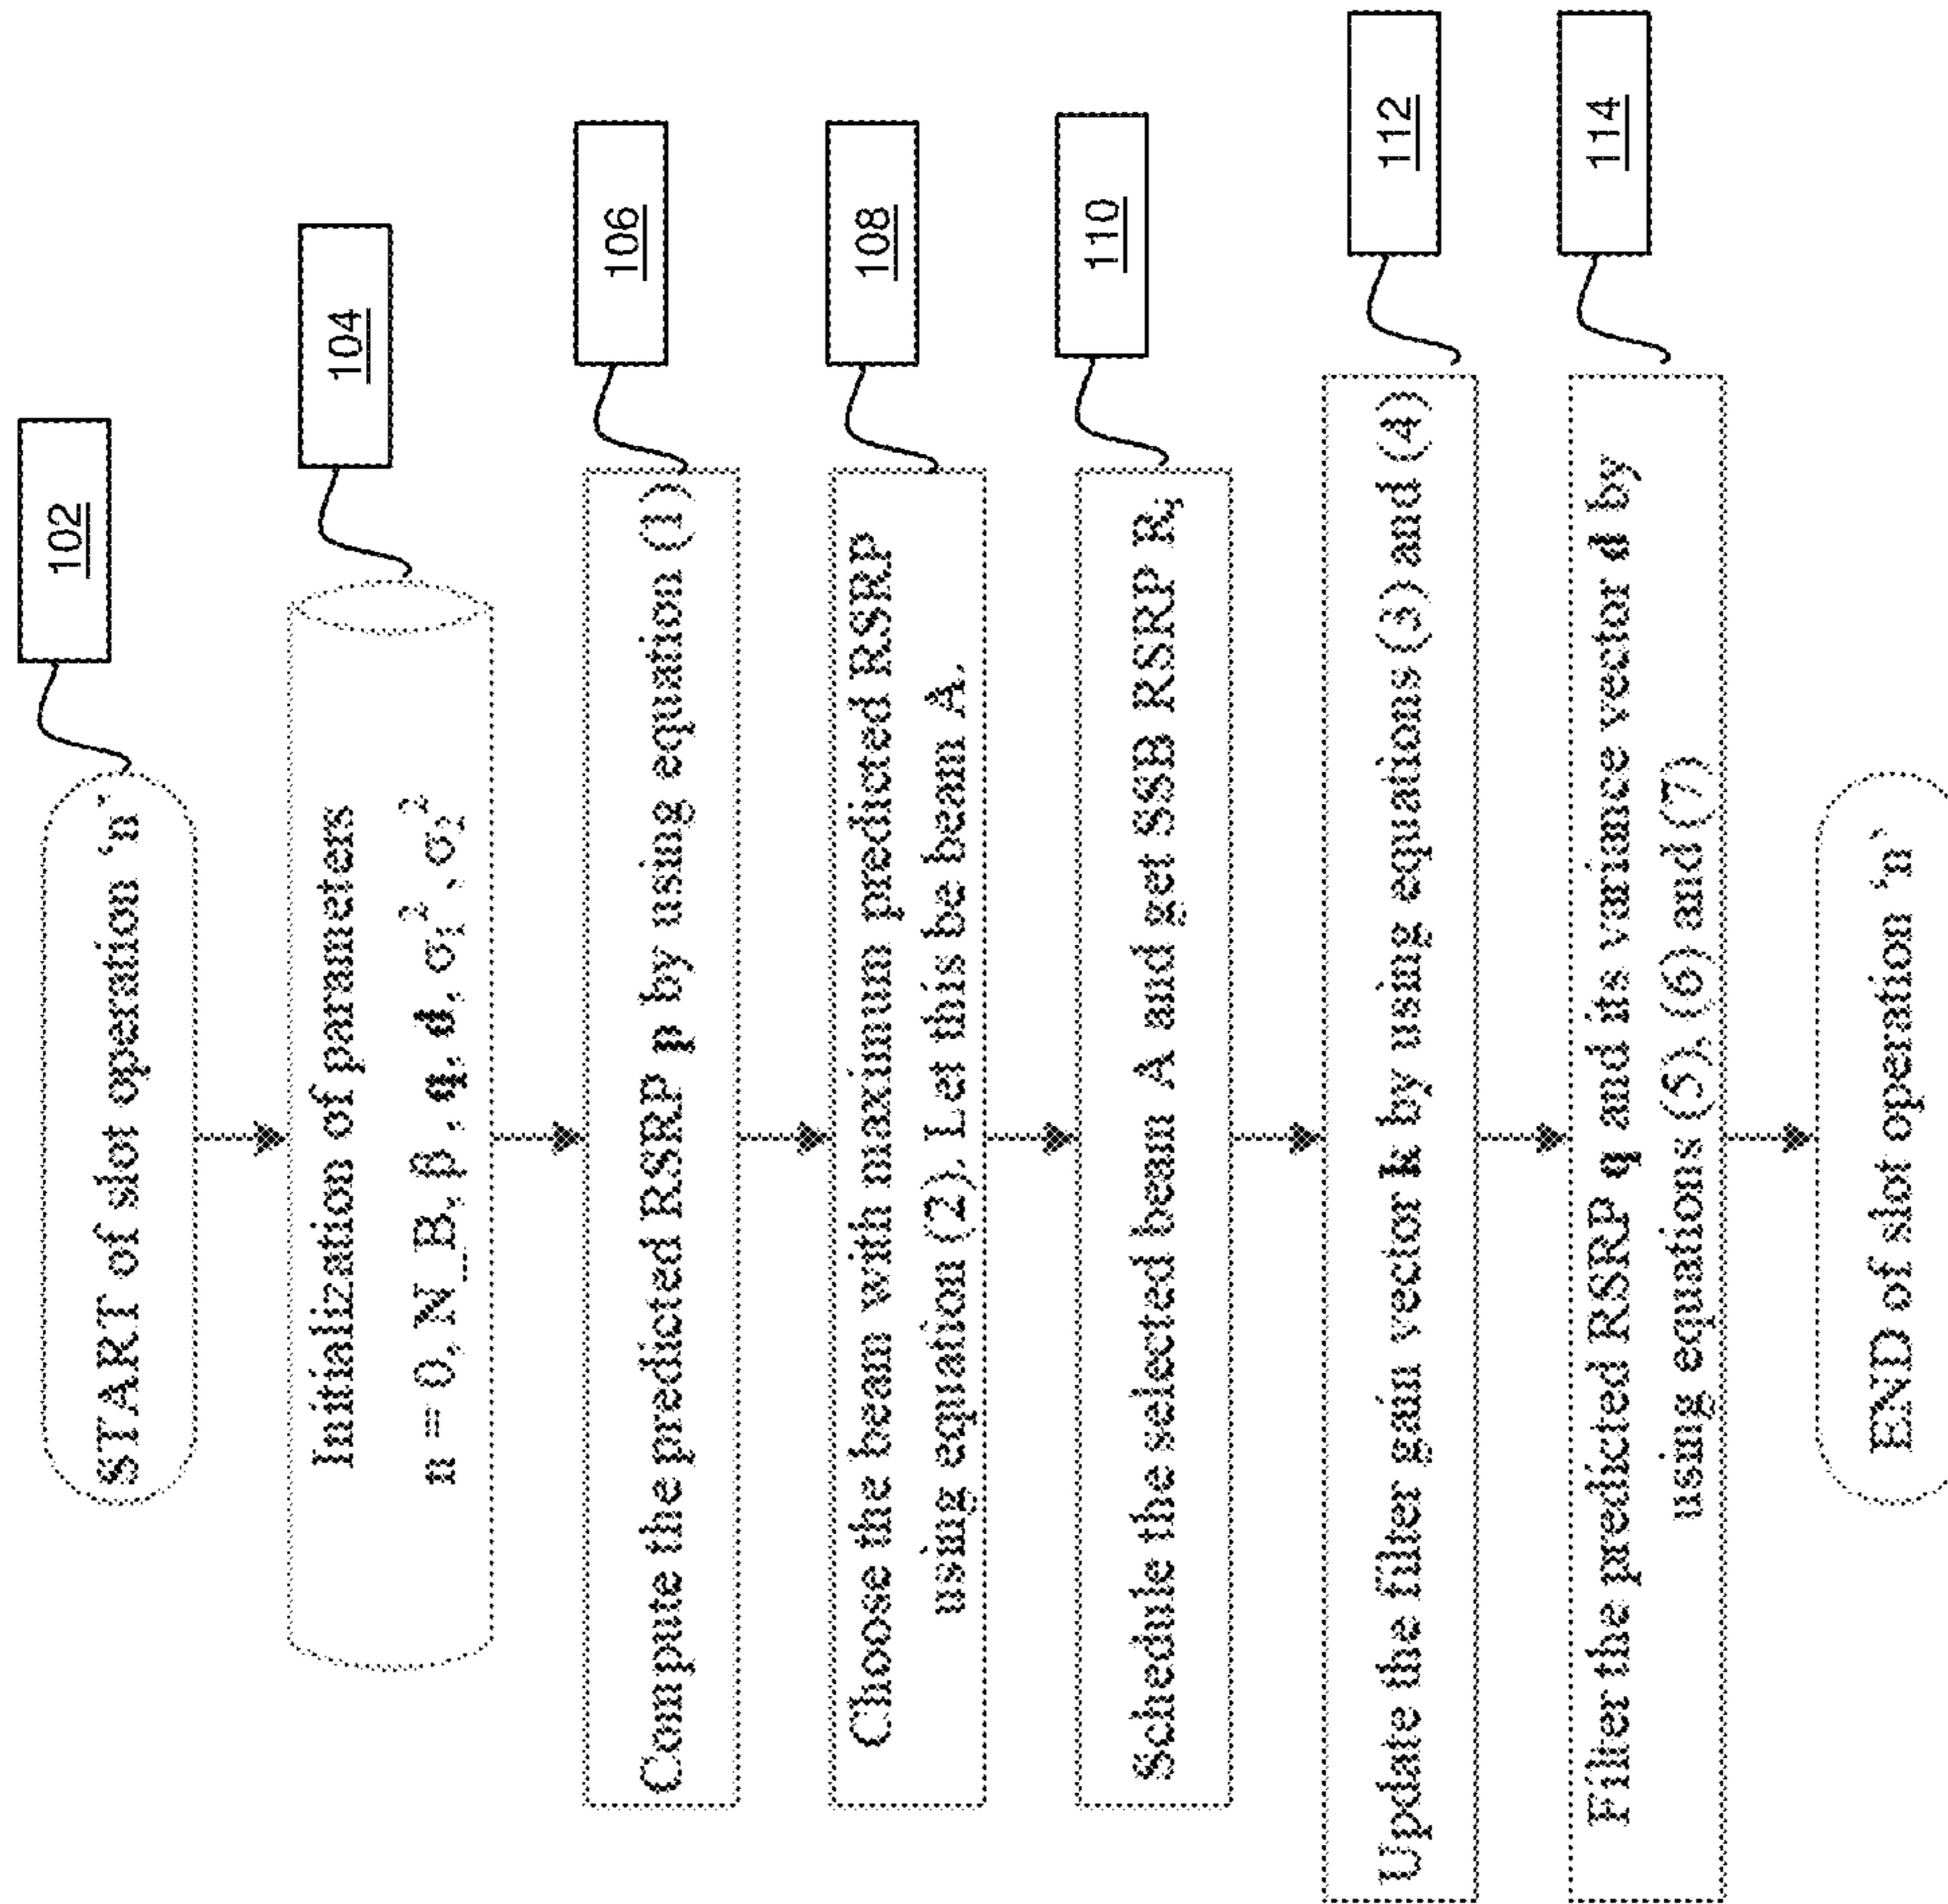 START of slot operation ‘n’
102
Initialization of parameters
n = 0, N_B, β, q, d, σ₁², σ₂²
104
Compute the predicted RSRP p by using equation (1)
106
Choose the beam with maximum predicted RSRP
using equation (2). Let this be beam A.
108
Schedule the selected beam A and get SSB RSRP Rⱼ
110
Update the filter gain vector k by using equations (3) and (4)
112
Filter the predicted RSRP q and its variance vector d by
using equations (5), (6) and (7)
114
END of slot operation ‘n’